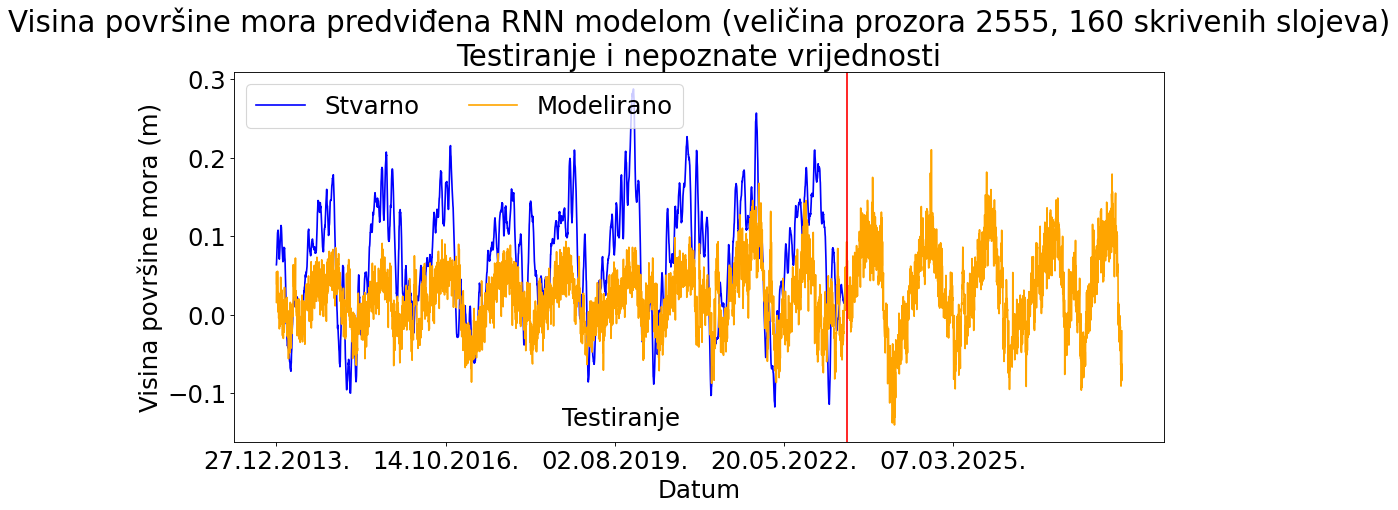 Visina površine mora predviđena RNN modelom (veličina prozora 2555, 160 skrivenih slojeva)
Testiranje i nepoznate vrijednosti
Visina površine mora (m)
0.3
0.2
0.1
0.0
−0.1
Stvarno
Modelirano
Testiranje
27.12.2013.
14.10.2016.
02.08.2019.
20.05.2022.
07.03.2025.
Datum